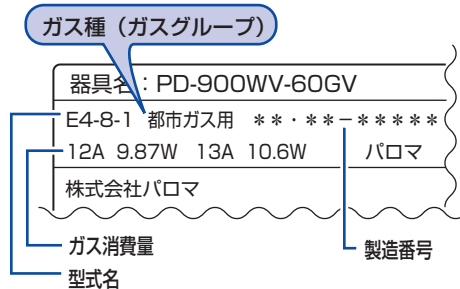 ガス種（ガスグループ）
器具名：PD-900WV-60GV
E4-8-1 都市ガス用 ＊＊・＊＊－＊＊＊＊＊
12A 9.87W 13A 10.6W パロマ
株式会社パロマ
ガス消費量
製造番号
型式名